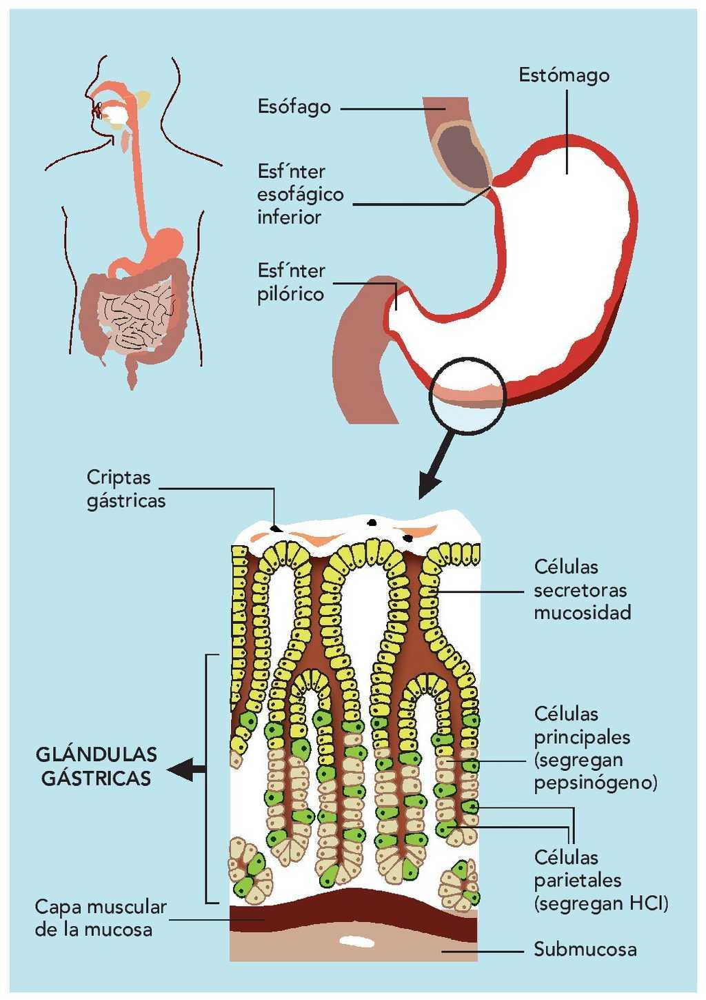 Estómago
Esófago
Esf´nter
esofágico
inferior
Esf´nter
pilórico
Criptas
gástricas
Células
secretoras
mucosidad
Células
principales
(segregan
pepsinógeno)
GLÁNDULAS
GÁSTRICAS
Células
parietales
(segregan HCl)
Capa muscular
de la mucosa
Submucosa